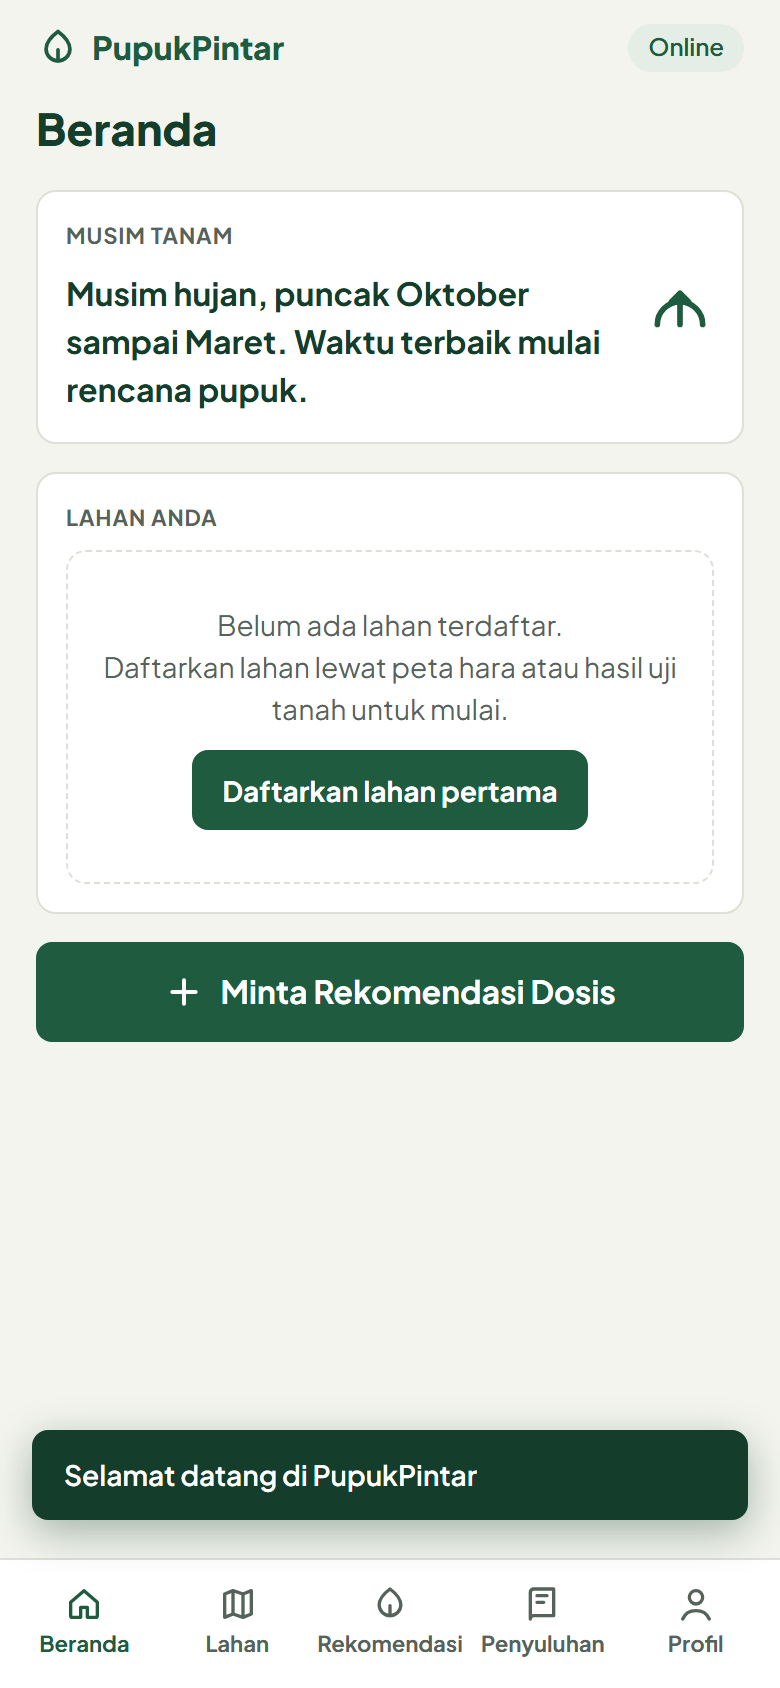 PupukPintar
Online
Beranda
MUSIM TANAM
Musim hujan, puncak Oktober
sampai Maret. Waktu terbaik mulai
rencana pupuk.
LAHAN ANDA
Belum ada lahan terdaftar.
Daftarkan lahan lewat peta hara atau hasil uji
tanah untuk mulai.
Daftarkan lahan pertama
Minta Rekomendasi Dosis
Selamat datang di PupukPintar
Beranda
Lahan
Rekomendasi
Penyuluhan
Profil